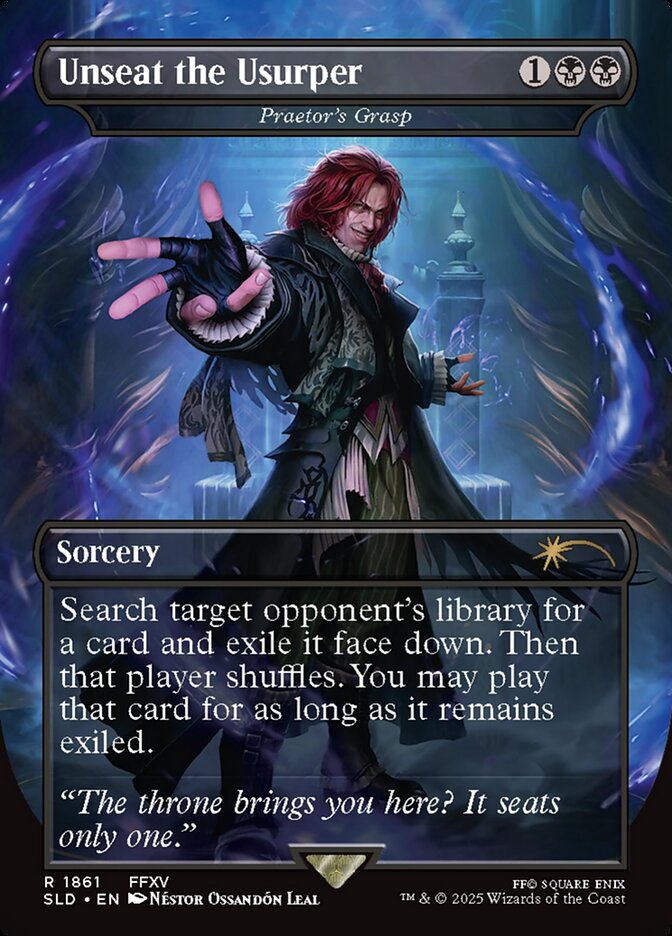 Unseat the Usurper 1
Praetor's Grasp
Sorcery
Search target opponent's library for
a card and exile it face down. Then
that player shuffles. You may play
that card for as long as it remains
exiled.
“The throne brings you here? It seats
only one.”
R 1861 FFXV
SLD • EN Néstor Ossandón Leal
FF© SQUARE ENIX
™ & © 2025 Wizards of the Coast